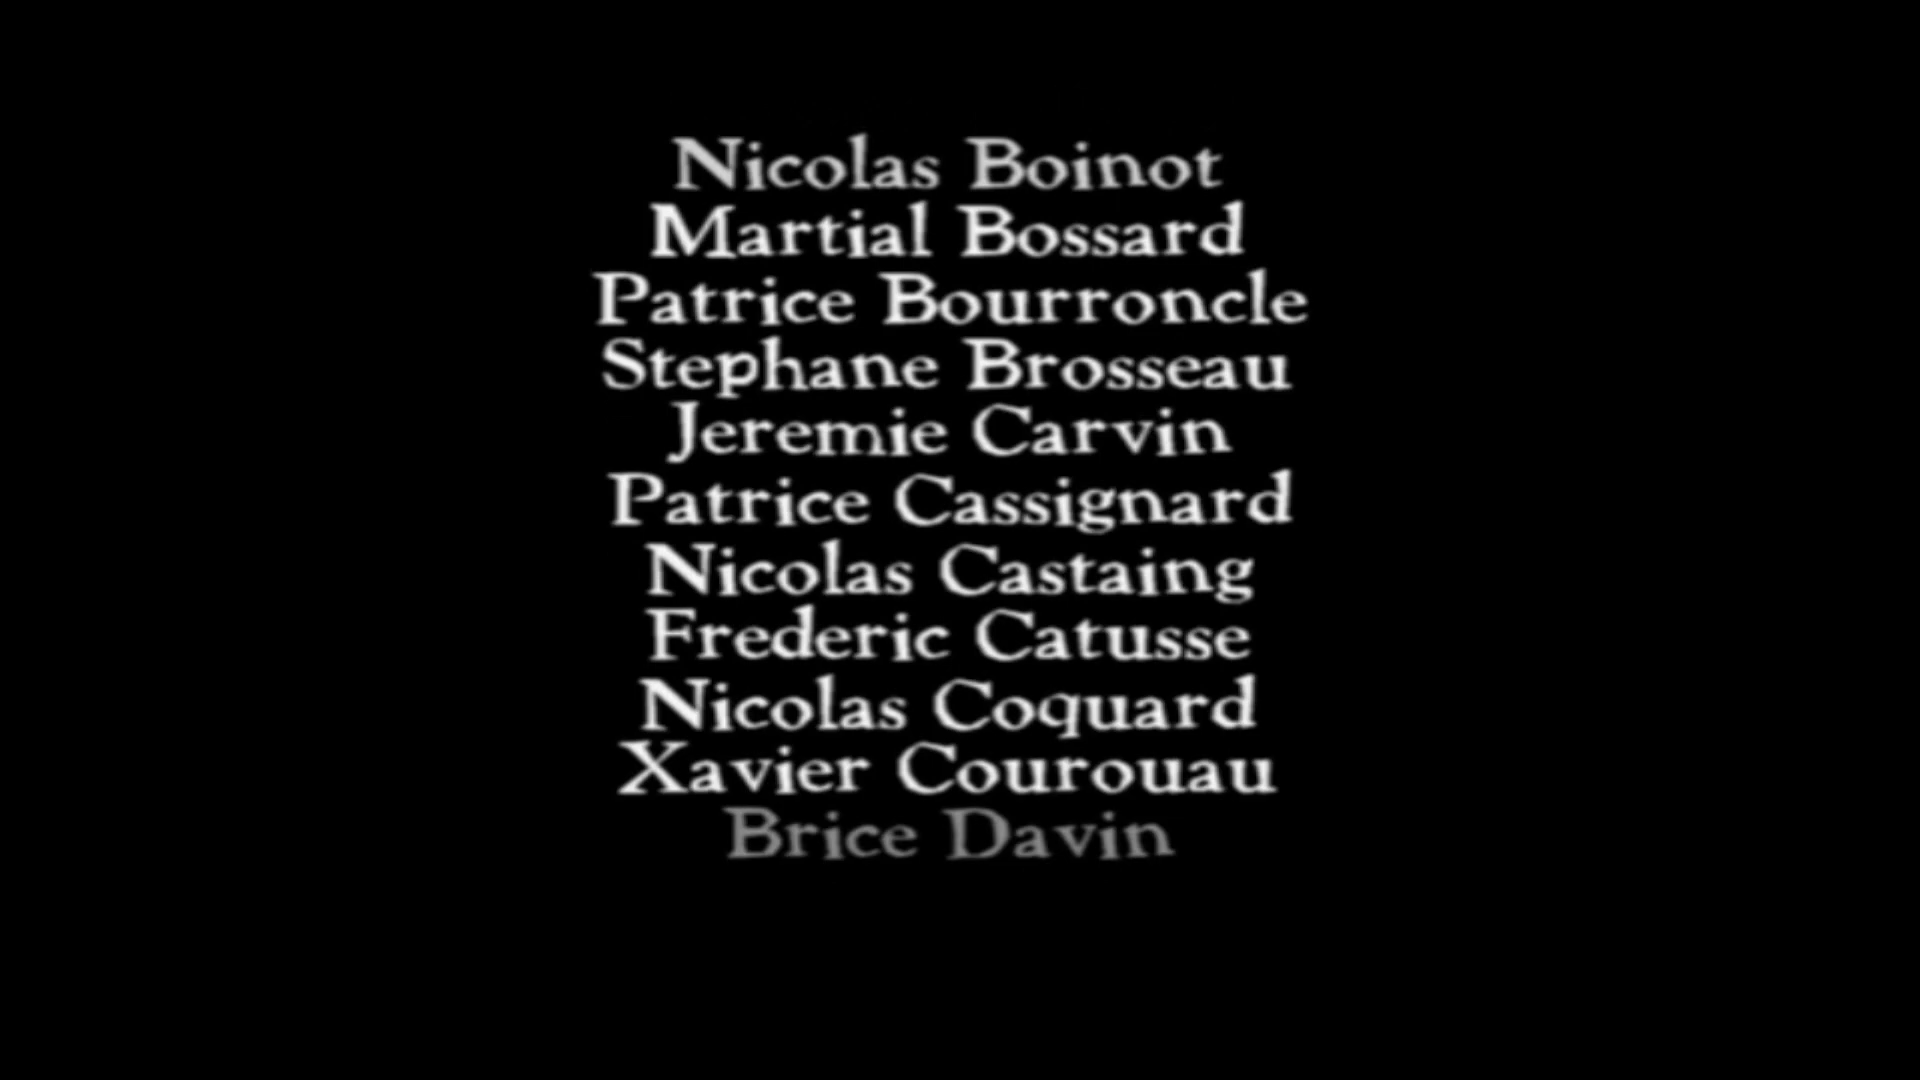 Nicolas Boinot
Martial Bossard
Patrice Bourroncle
Stephane Brosseau
Jeremie Carvin
Patrice Cassignard
Nicolas Castaing
Frederic Catusse
Nicolas Coquard
Xavier Courouau
Brice Davin